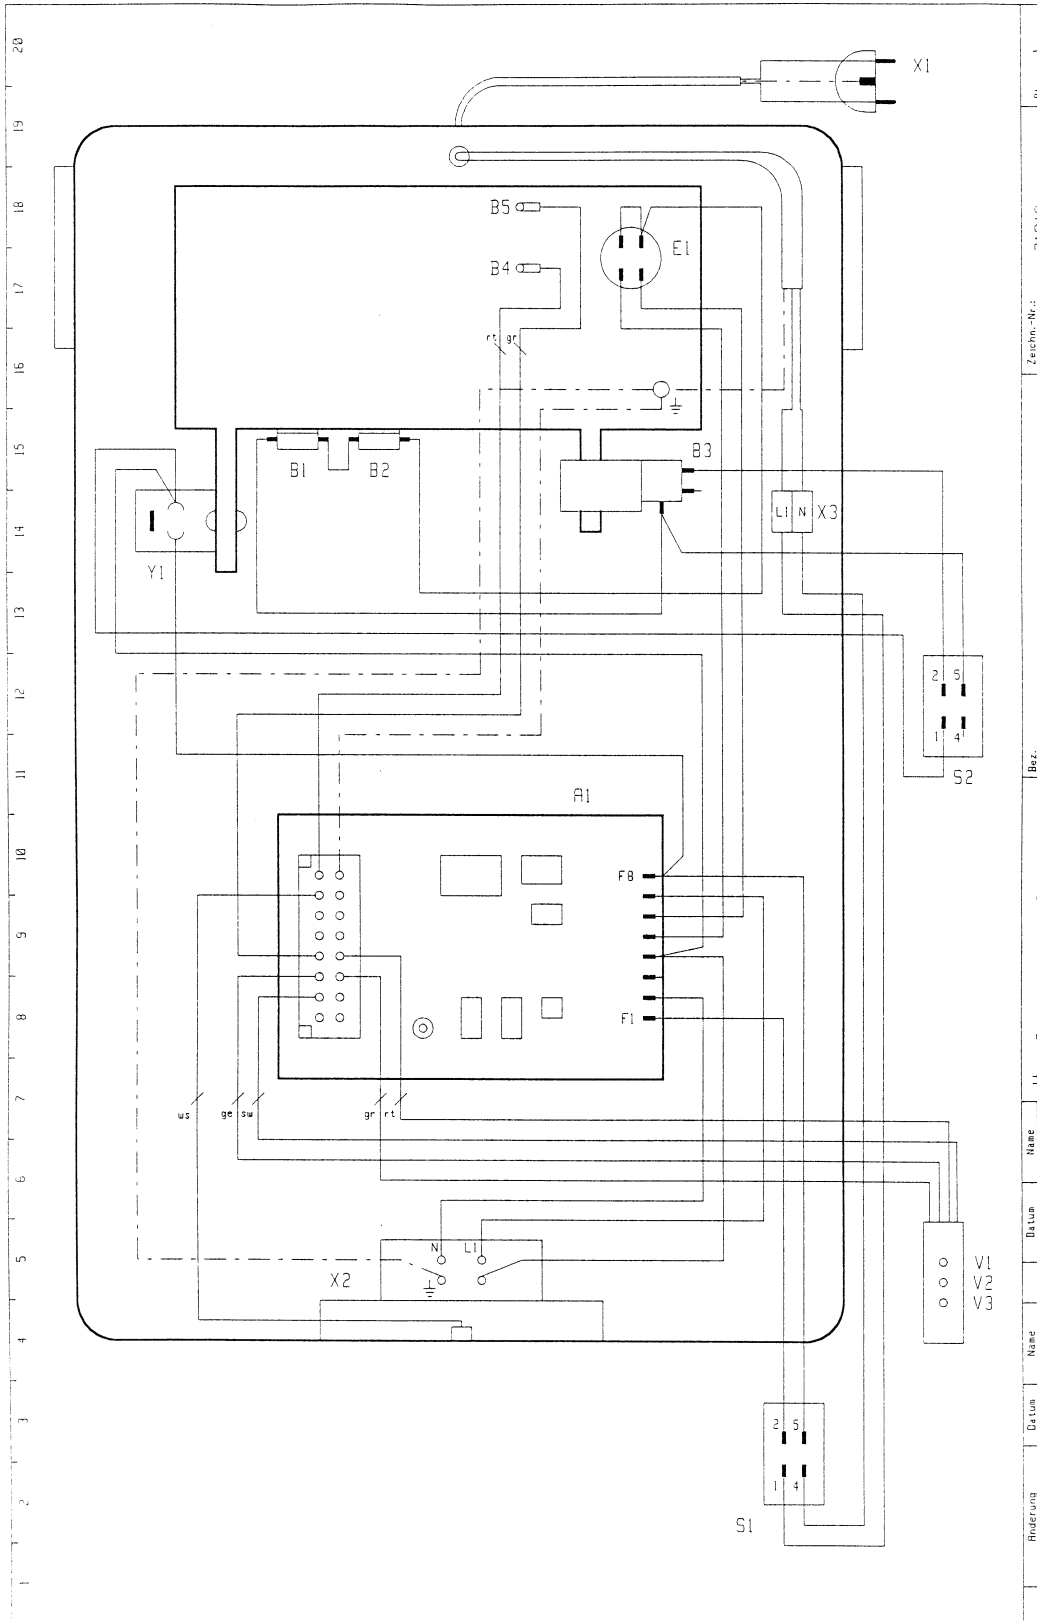 20
19
18
17
16
15
14
13
12
11
10
9
8
7
6
5
4
3
2
1
X1
B5
B4
E1
rt
gr
B1
B2
B3
L1
N
X3
Y1
2
5
1
4
S2
A1
F8
F1
ws
ge
sw
gr
rt
N
L1
X2
V1
V2
V3
2
5
1
4
S1
Zeichn.-Nr.:
Bez.
Name
Datum
Name
Datum
Änderung